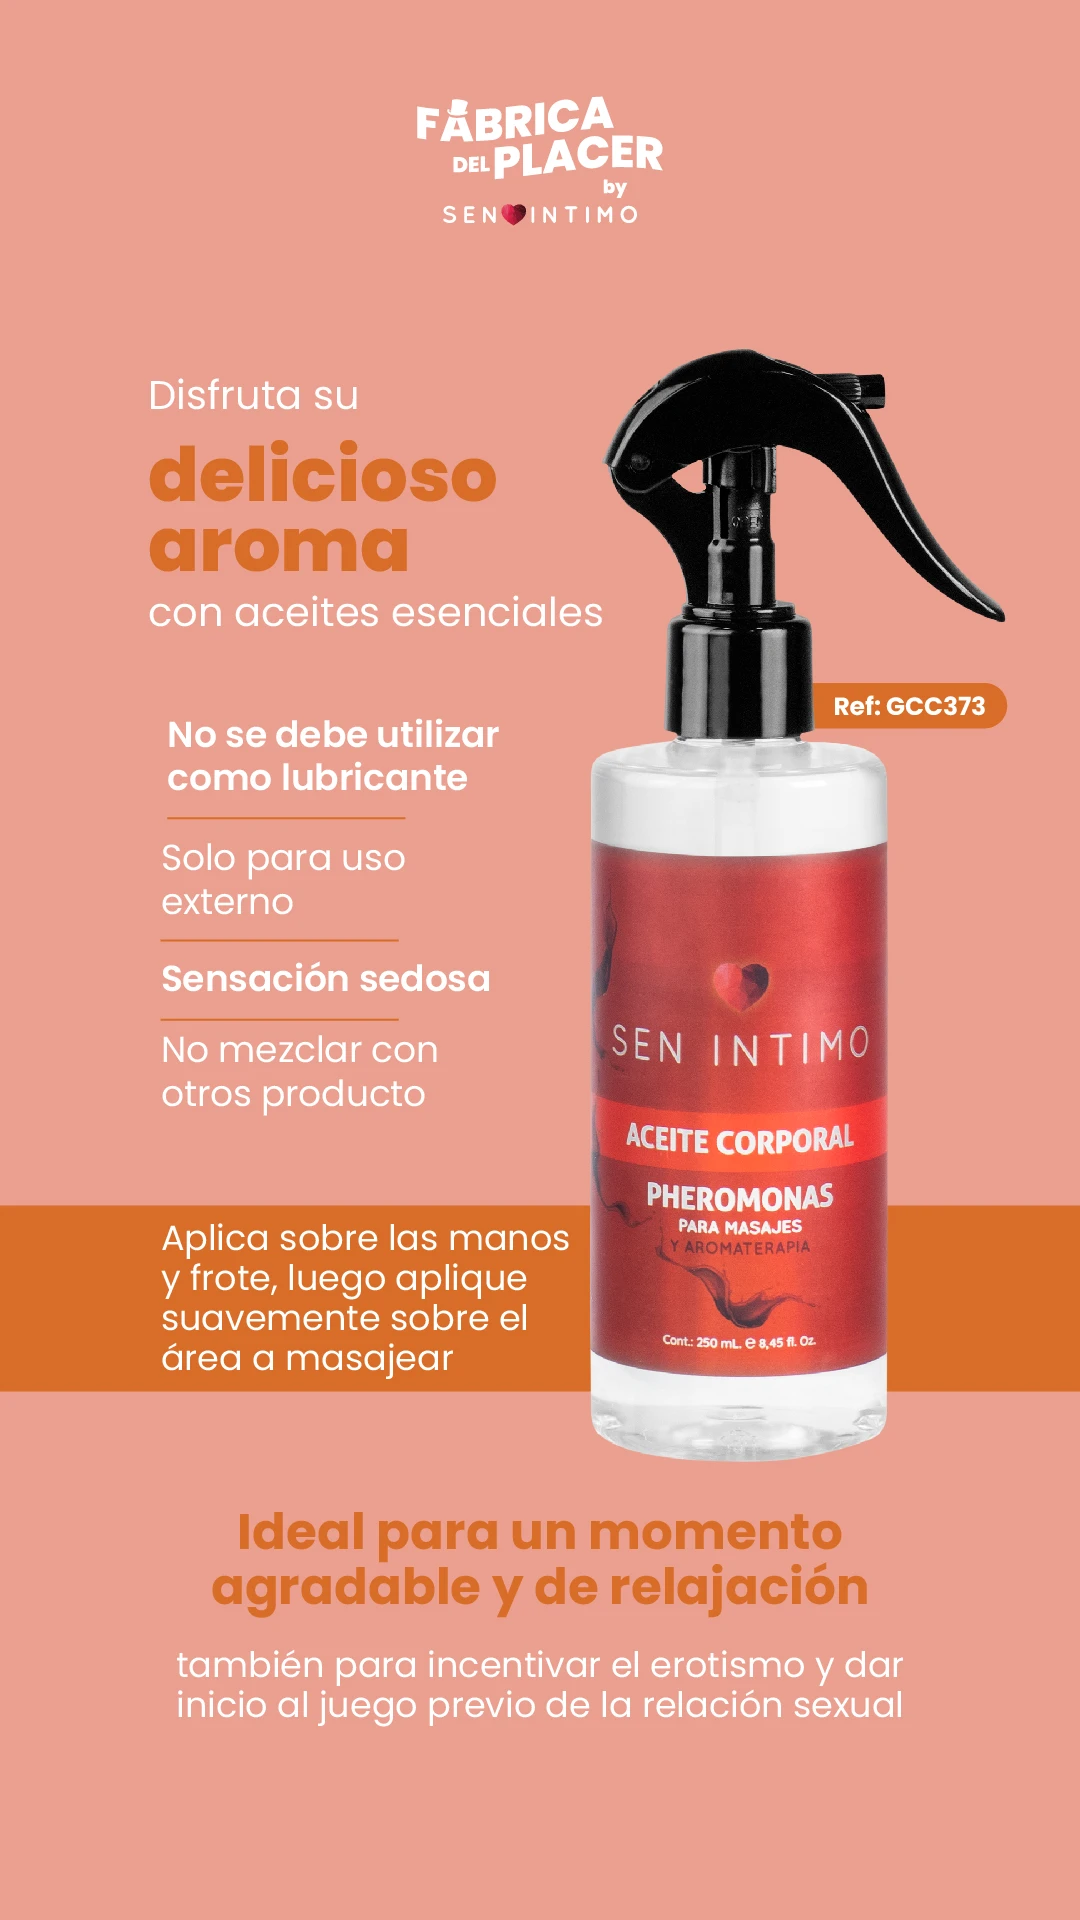 FÁBRICA
DEL PLACER
by
SEN INTIMO
Disfruta su
delicioso
aroma
con aceites esenciales
Ref: GCC373
No se debe utilizar
como lubricante
Solo para uso
externo
Sensación sedosa
No mezclar con
otros producto
Aplica sobre las manos
y frote, luego aplique
suavemente sobre el
área a masajear
SEN INTIMO
ACEITE CORPORAL
PHEROMONAS
PARA MASAJES
Y AROMATERAPIA
Cont.: 250 mL. e 8,45 fl. Oz.
Ideal para un momento
agradable y de relajación
también para incentivar el erotismo y dar
inicio al juego previo de la relación sexual